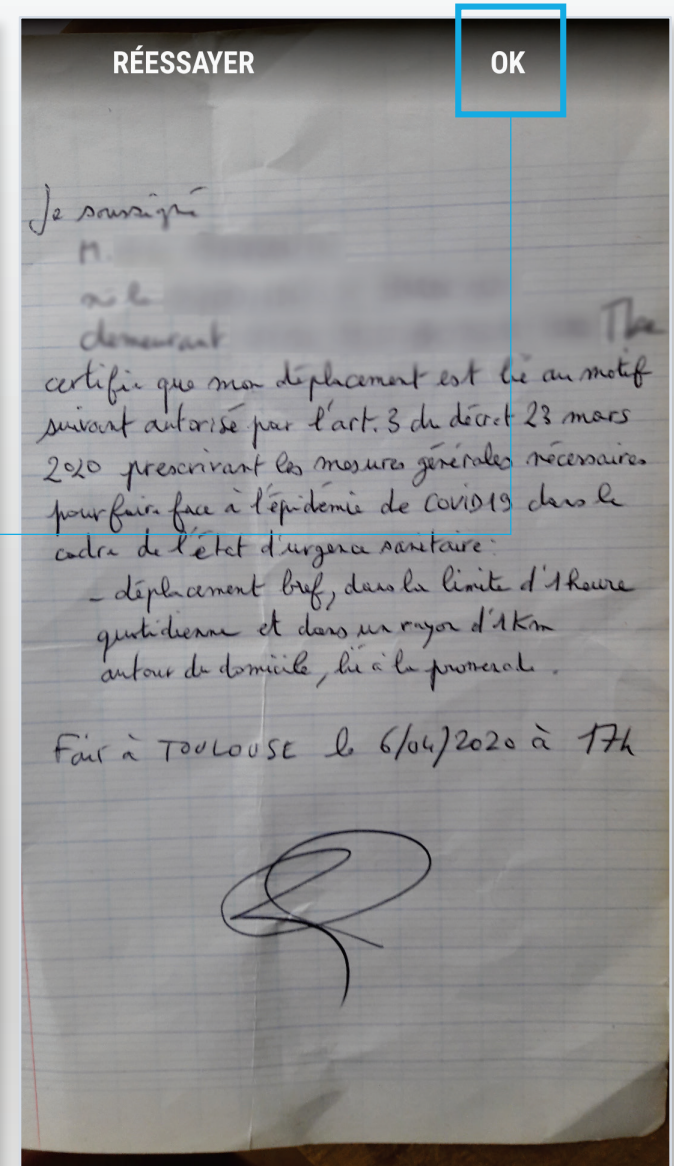 RÉESSAYER OK
Je soussigné
M.
né le
demeurant
certifie que mon déplacement est lié au motif
suivant autorisé par l'art. 3 du décret 23 mars
2020 prescrivant les mesures générales nécessaires
pour faire face à l'épidémie de COVID19 dans le
cadre de l'état d'urgence sanitaire:
- déplacement bref, dans la limite d'1 heure
quotidienne et dans un rayon d'1 Km
autour du domicile, lié à la promenade.
Fait à TOULOUSE le 6/04/2020 à 17h